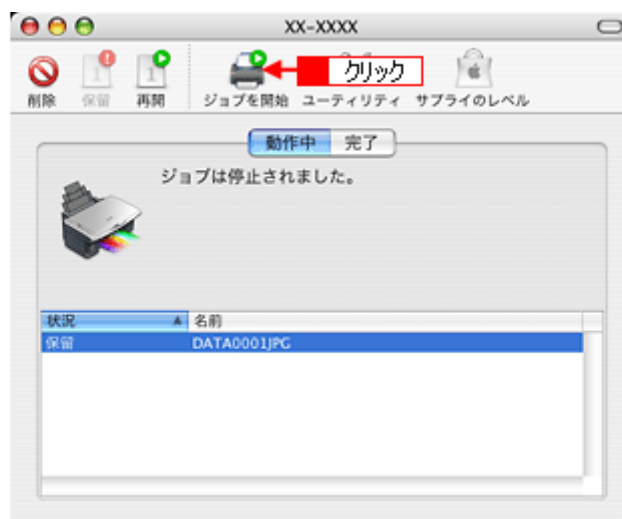 XX-XXXX
クリック
削除 保留 再開 ジョブを開始 ユーティリティ サプライのレベル
動作中 完了
ジョブは停止されました。
状況 名前
保留 DATA0001JPG